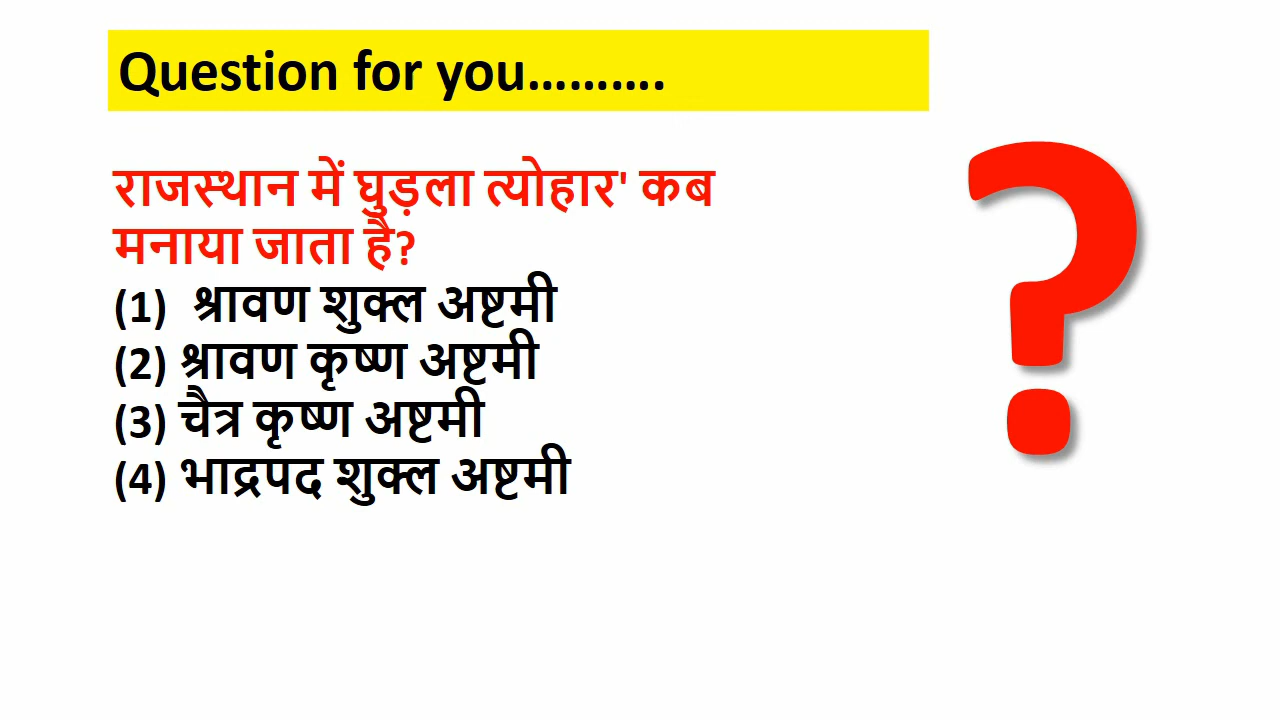 Question for you……….
राजस्थान में घुड़ला त्योहार' कब
मनाया जाता है?
(1) श्रावण शुक्ल अष्टमी
(2) श्रावण कृष्ण अष्टमी
(3) चैत्र कृष्ण अष्टमी
(4) भाद्रपद शुक्ल अष्टमी
?